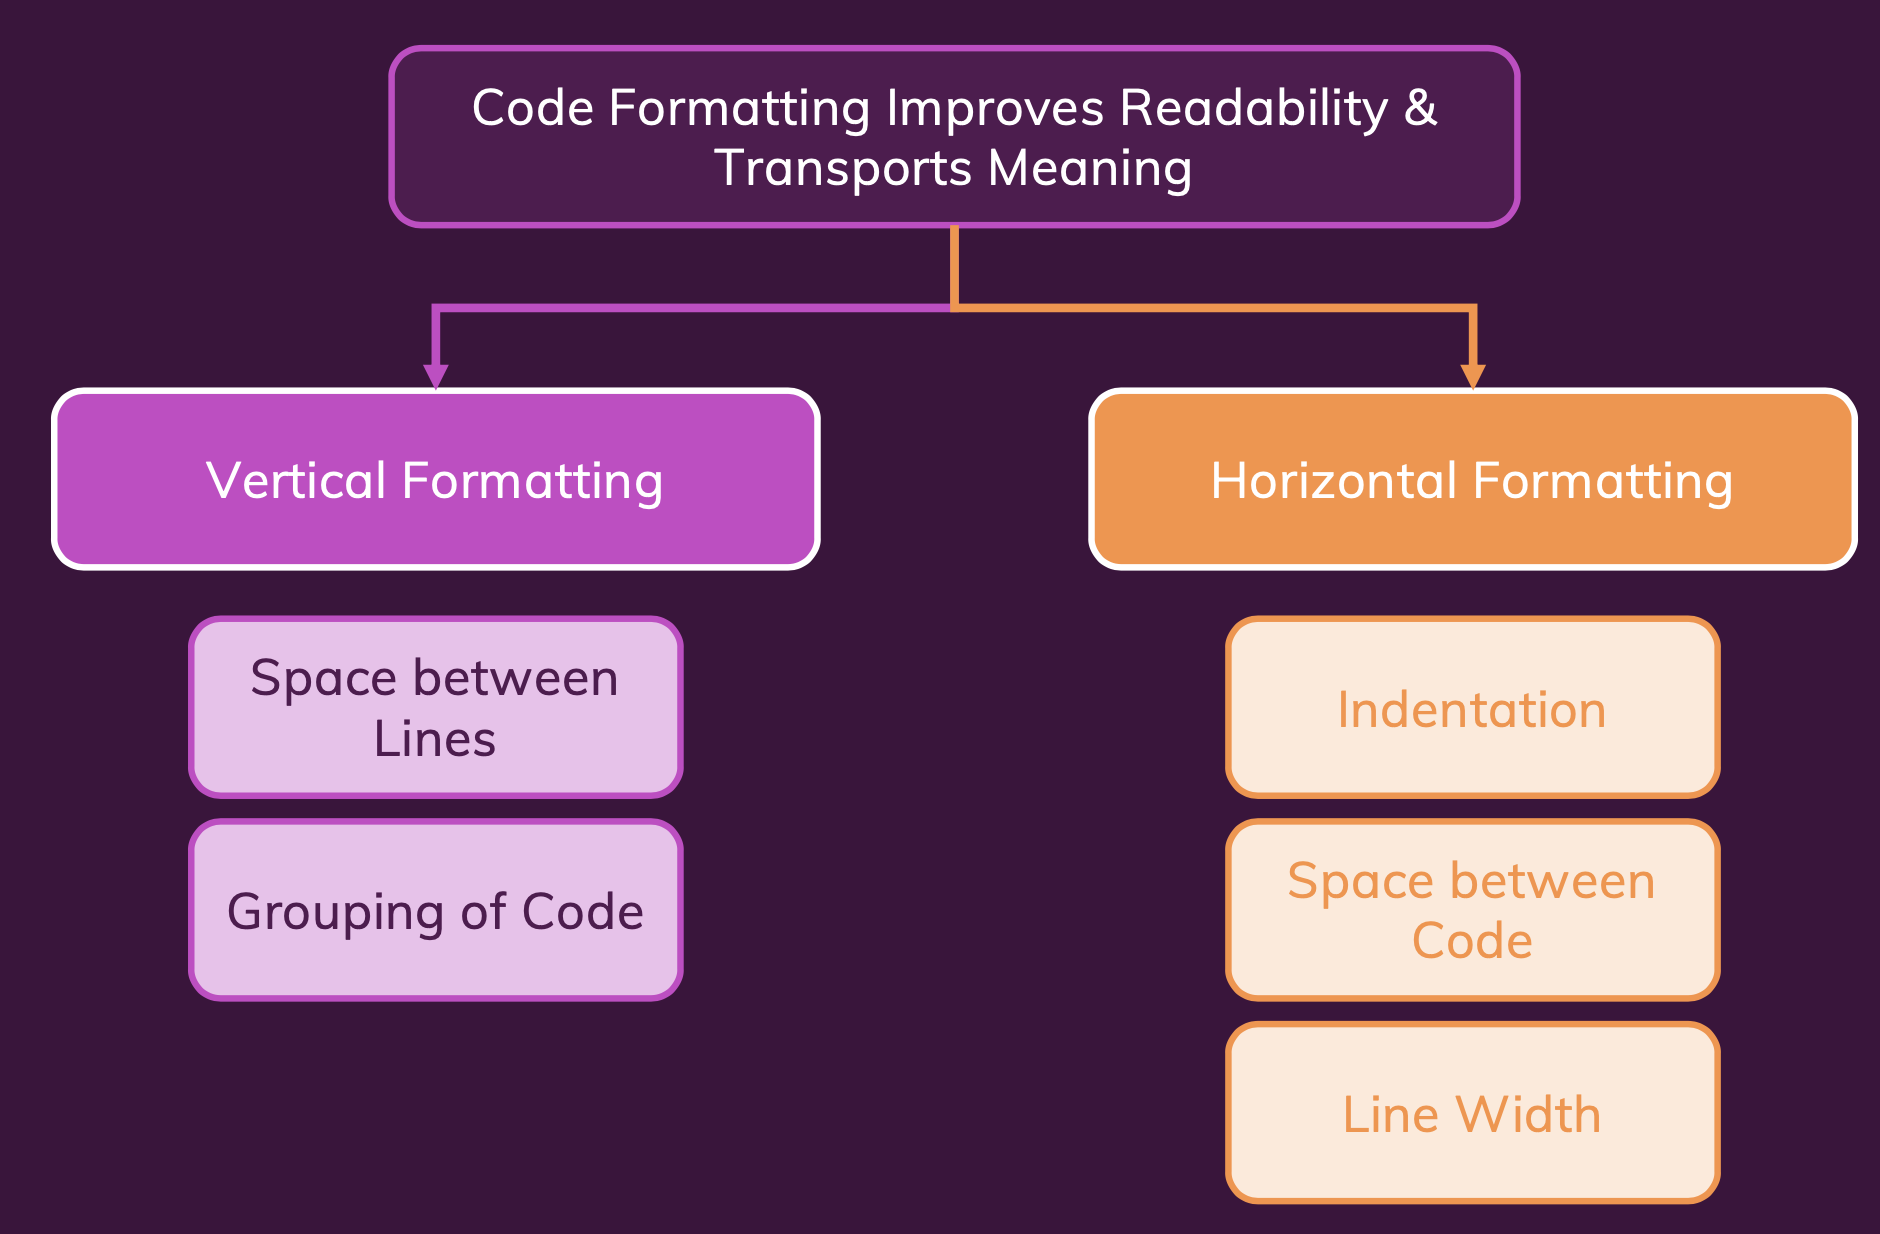 Code Formatting Improves Readability &
Transports Meaning
Vertical Formatting
Space between
Lines
Grouping of Code
Horizontal Formatting
Indentation
Space between
Code
Line Width